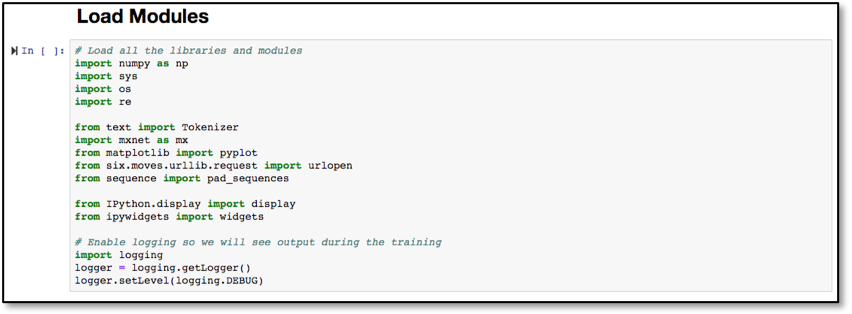 Load Modules
In [ ]: # Load all the libraries and modules
import numpy as np
import sys
import os
import re
from text import Tokenizer
import mxnet as mx
from matplotlib import pyplot
from six.moves.urllib.request import urlopen
from sequence import pad_sequences
from IPython.display import display
from ipywidgets import widgets
# Enable logging so we will see output during the training
import logging
logger = logging.getLogger()
logger.setLevel(logging.DEBUG)